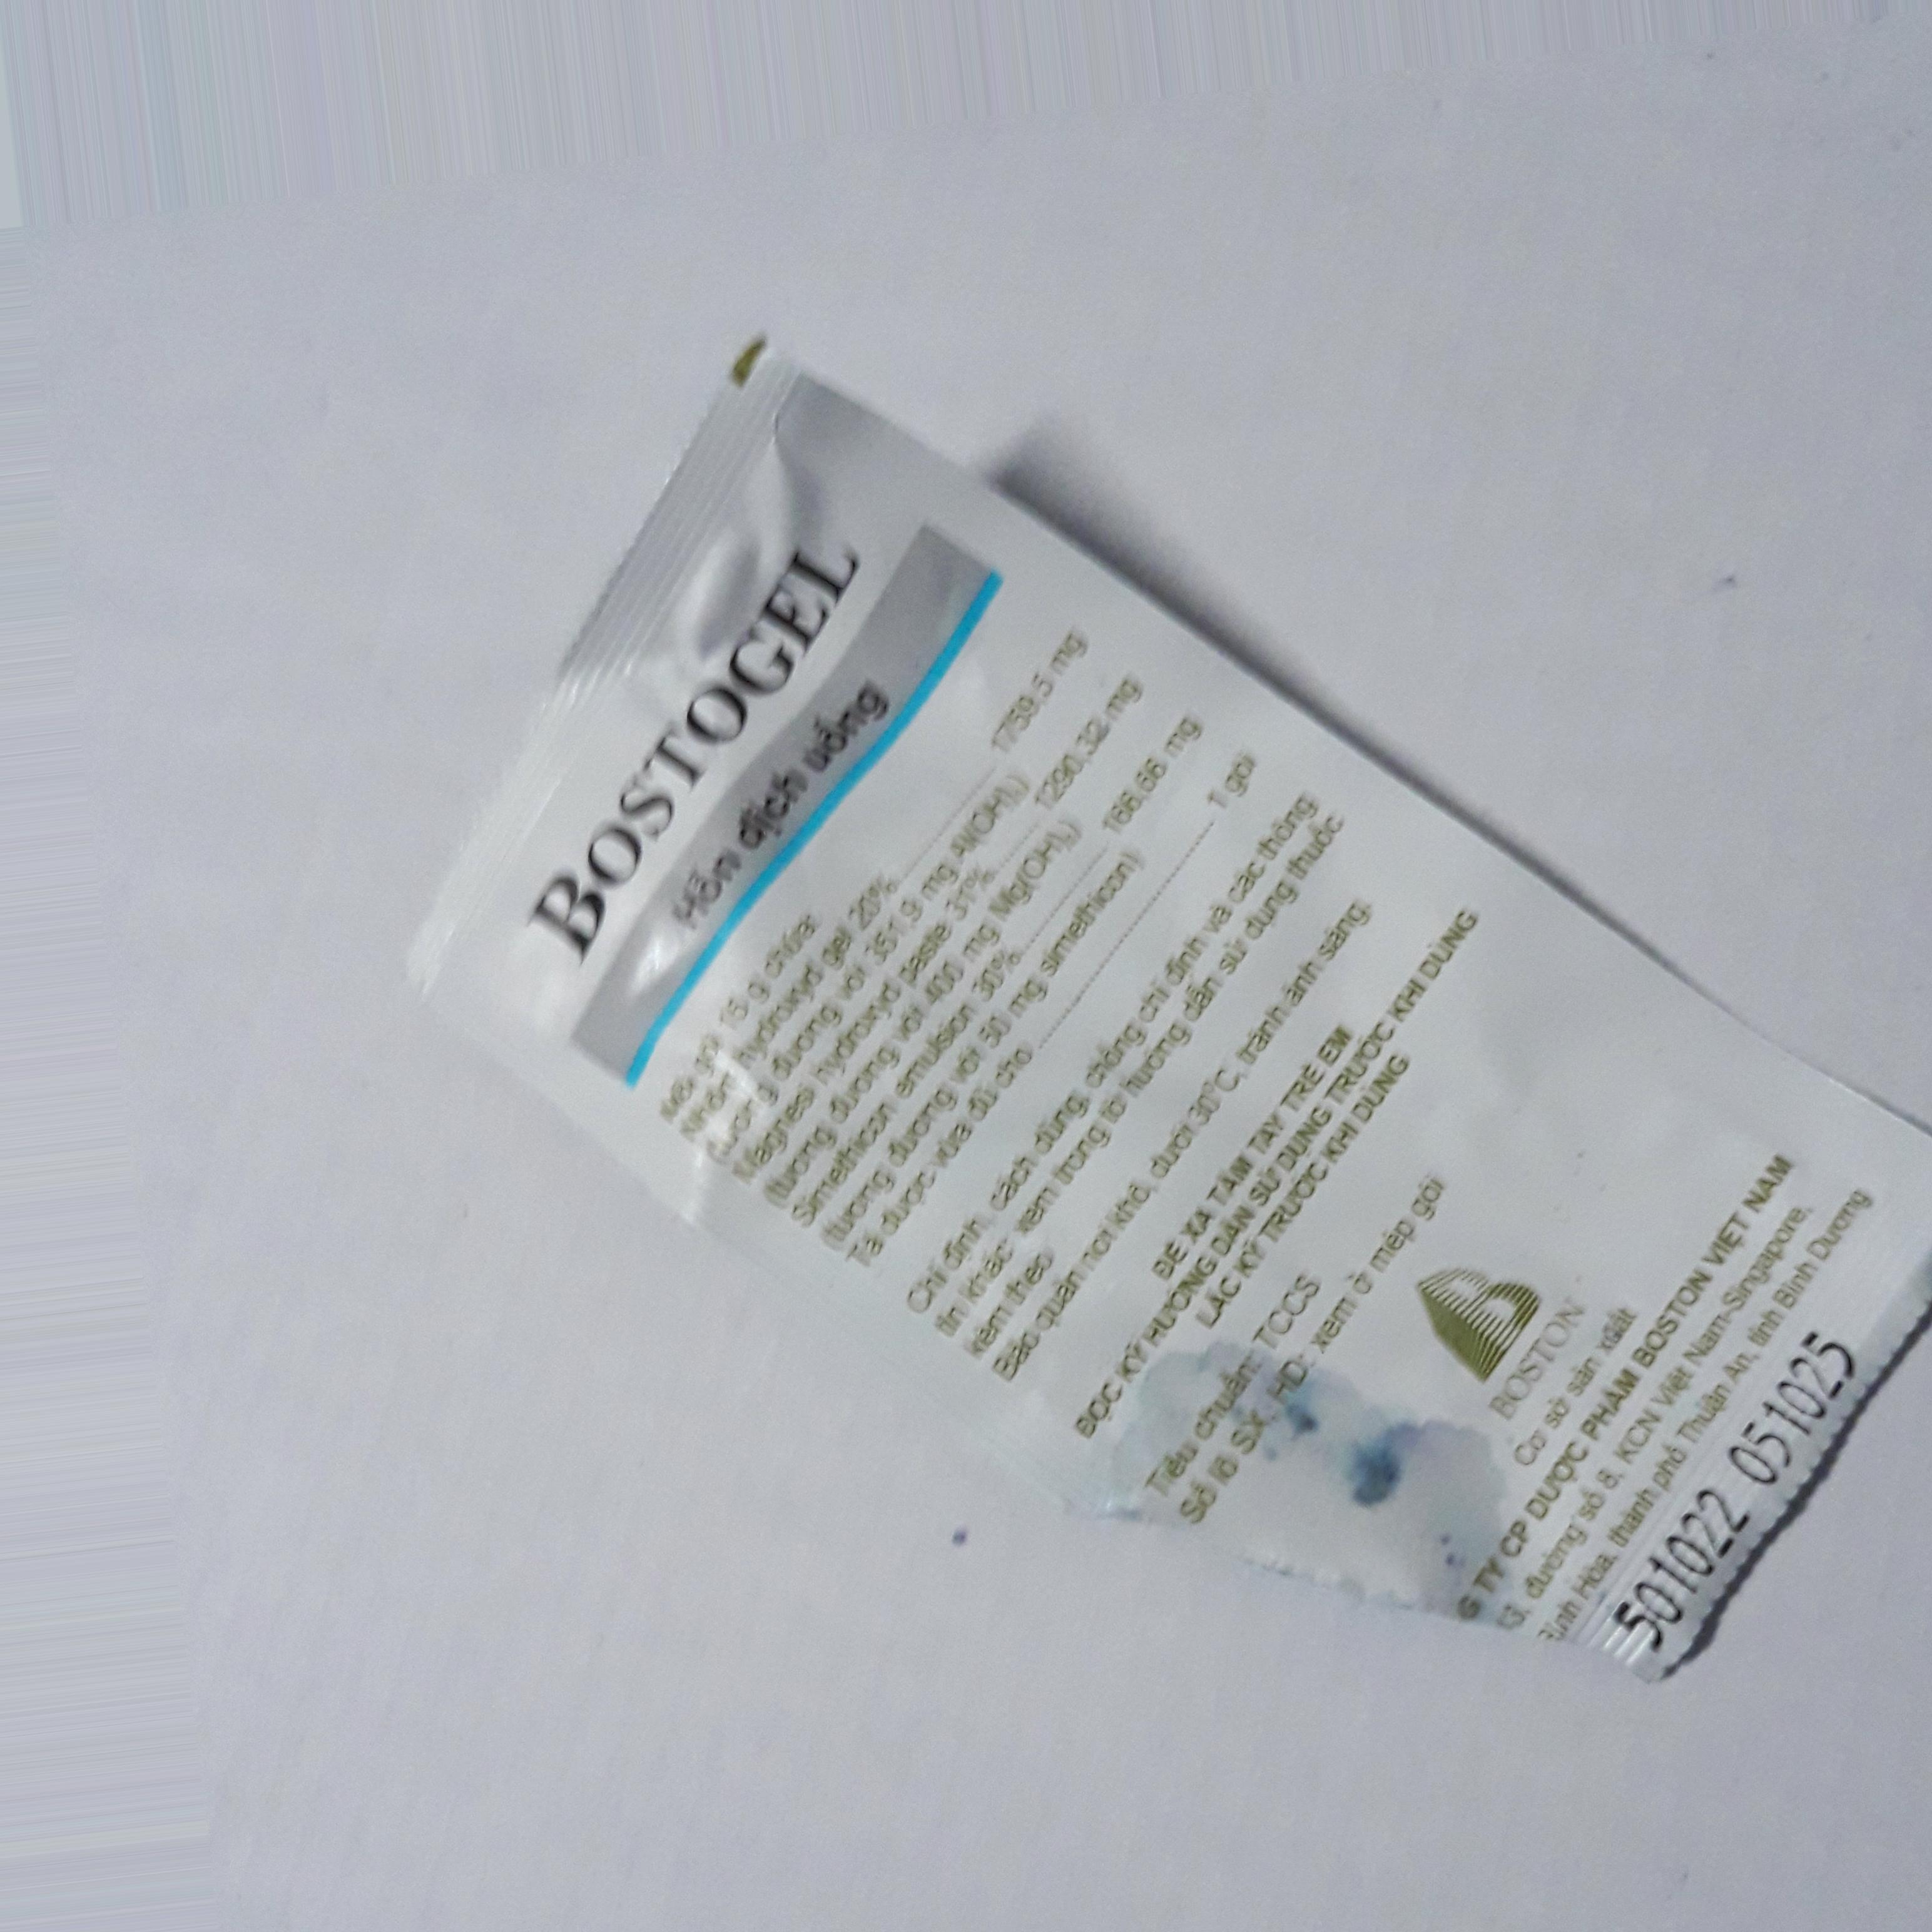 BOSTOGEL
Hỗn dịch uống
Mỗi gói 15 g chứa:
Nhôm hydroxyd gel 20% 1759.5 mg
(tương đương với 351.9 mg Al(OH)₃)
Magnesi hydroxyd paste 31% 1290.32 mg
(tương đương với 400 mg Mg(OH)₂)
Simethicon emulsion 30% 166.66 mg
(tương đương với 50 mg simethicon)
Tá dược vừa đủ cho 1 gói
Chỉ định, cách dùng, chống chỉ định và các thông
tin khác: xem trong tờ hướng dẫn sử dụng thuốc
kèm theo
Bảo quản nơi khô, dưới 30°C, tránh ánh sáng.
ĐỂ XA TẦM TAY TRẺ EM
ĐỌC KỸ HƯỚNG DẪN SỬ DỤNG TRƯỚC KHI DÙNG
LẮC KỸ TRƯỚC KHI DÙNG
Tiêu chuẩn: TCCS
Số lô SX, HD: xem ở mép gói
BOSTON
Cơ sở sản xuất
G TY CP DƯỢC PHẨM BOSTON VIỆT NAM
G, đường số 8, KCN Việt Nam-Singapore,
Bình Hòa, thành phố Thuận An, tỉnh Bình Dương
501022 051025